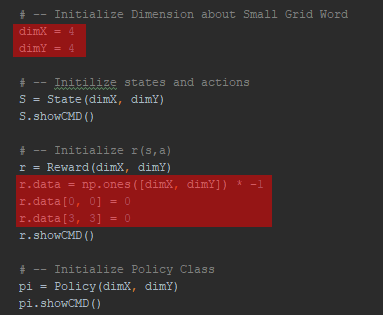 # -- Initialize Dimension about Small Grid Word
dimX = 4
dimY = 4
# -- Initilize states and actions
S = State(dimX, dimY)
S.showCMD()
# -- Initialize r(s,a)
r = Reward(dimX, dimY)
r.data = np.ones([dimX, dimY]) * -1
r.data[0, 0] = 0
r.data[3, 3] = 0
r.showCMD()
# -- Initialize Policy Class
pi = Policy(dimX, dimY)
pi.showCMD()